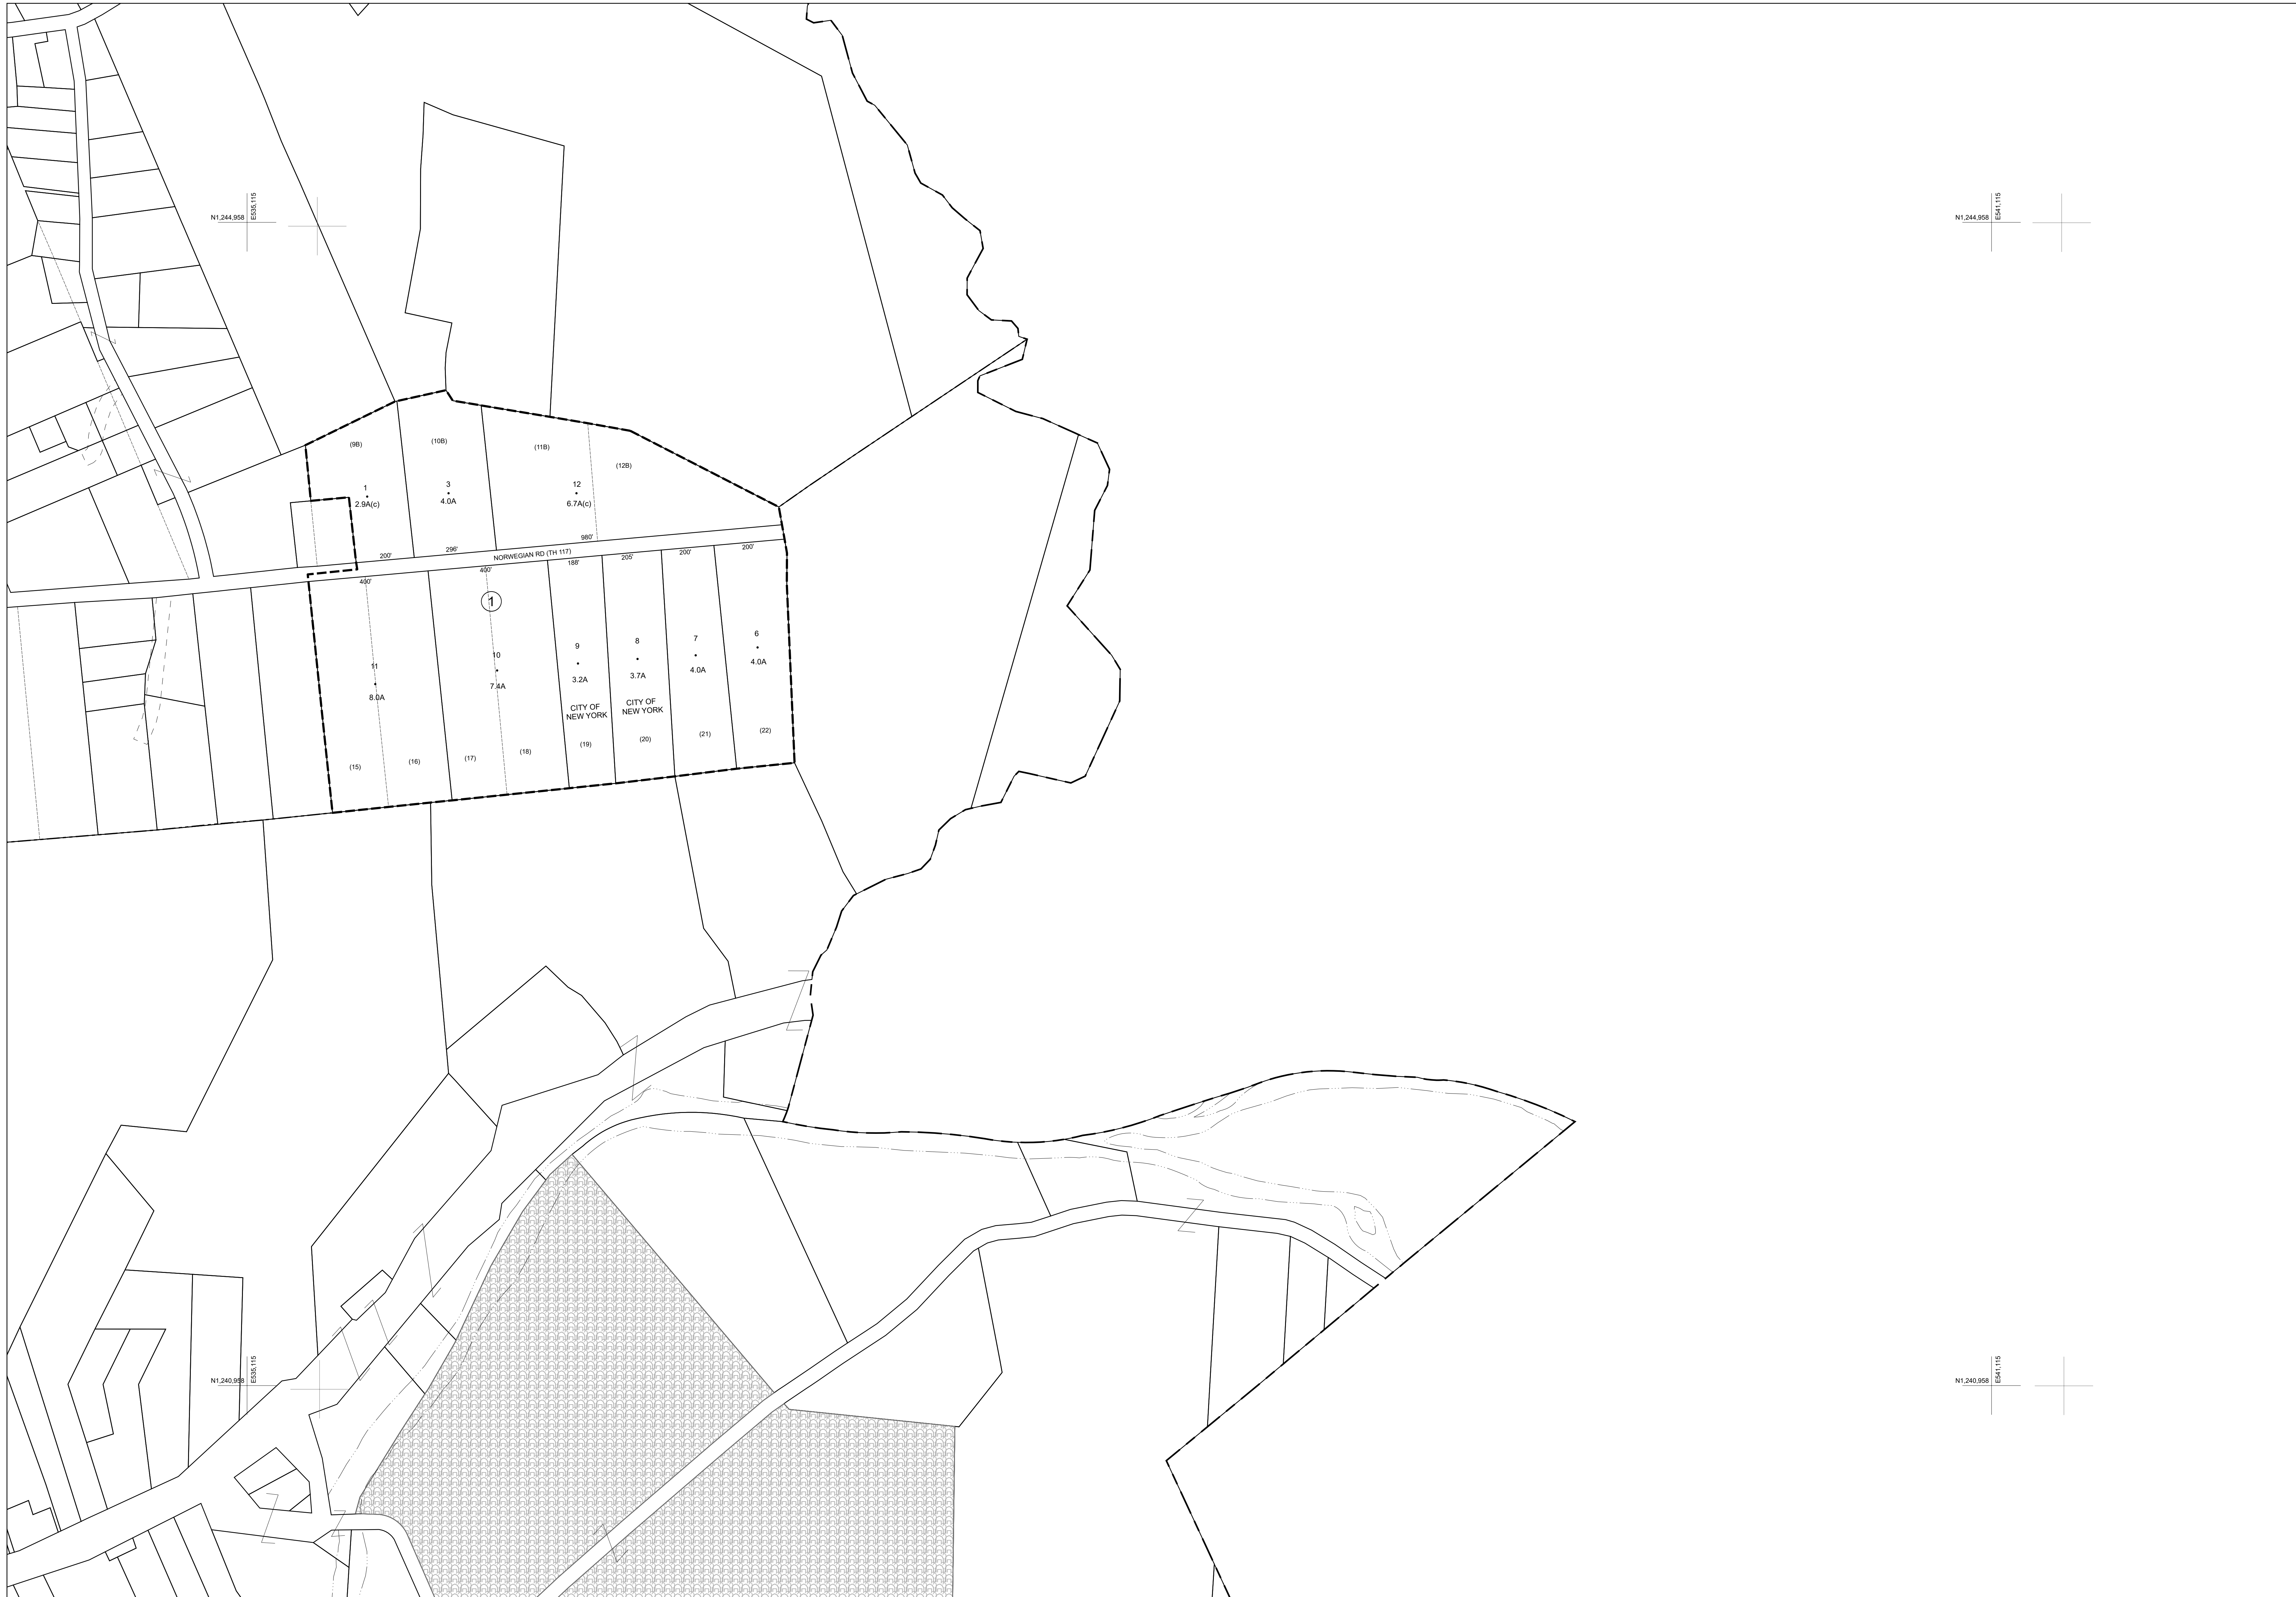 N1,244,958
E535,115
N1,244,958
E541,115
(9B)
(10B)
(11B)
(12B)
1
2.9A(c)
3
4.0A
12
6.7A(c)
200'
296'
NORWEGIAN RD (TH 117)
980'
400'
400'
188'
205'
200'
200'
1
11
8.0A
10
7.4A
9
3.2A
CITY OF
NEW YORK
8
3.7A
CITY OF
NEW YORK
7
4.0A
6
4.0A
(15)
(16)
(17)
(18)
(19)
(20)
(21)
(22)
N1,240,958
E535,115
N1,240,958
E541,115